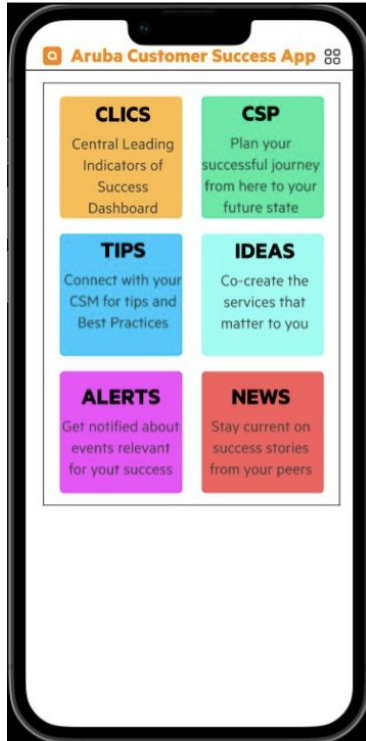 Aruba Customer Success App
CLICS
Central Leading
Indicators of
Success
Dashboard
CSP
Plan your
successful journey
from here to your
future state
TIPS
Connect with your
CSM for tips and
Best Practices
IDEAS
Co-create the
services that
matter to you
ALERTS
Get notified about
events relevant
for yout success
NEWS
Stay current on
success stories
from your peers